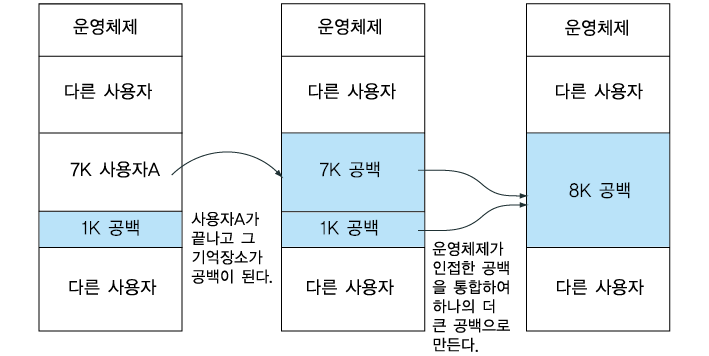 운영체제
다른 사용자
7K 사용자A
1K 공백
다른 사용자
사용자A가
끝나고 그
기억장소가
공백이 된다.
운영체제
다른 사용자
7K 공백
1K 공백
다른 사용자
운영체제가
인접한 공백
을 통합하여
하나의 더
큰 공백으로
만든다.
운영체제
다른 사용자
8K 공백
다른 사용자